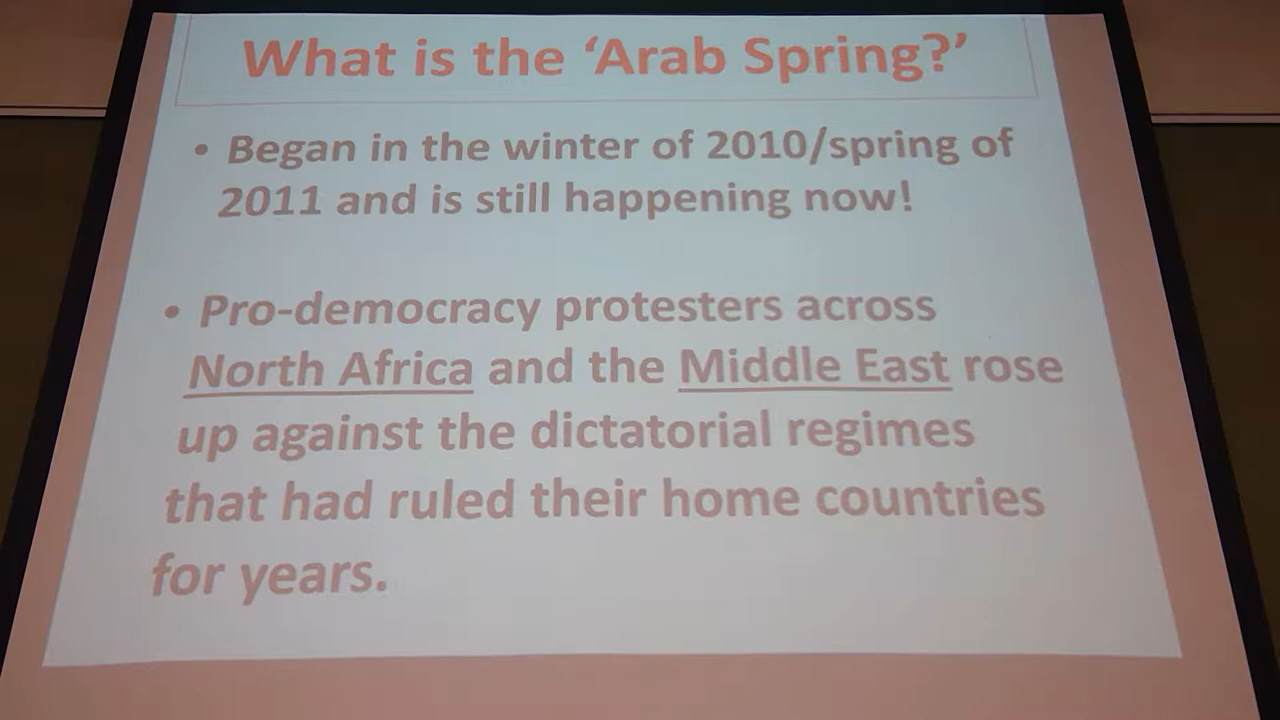 What is the ‘Arab Spring?’
• Began in the winter of 2010/spring of
2011 and is still happening now!
• Pro-democracy protesters across
North Africa and the Middle East rose
up against the dictatorial regimes
that had ruled their home countries
for years.